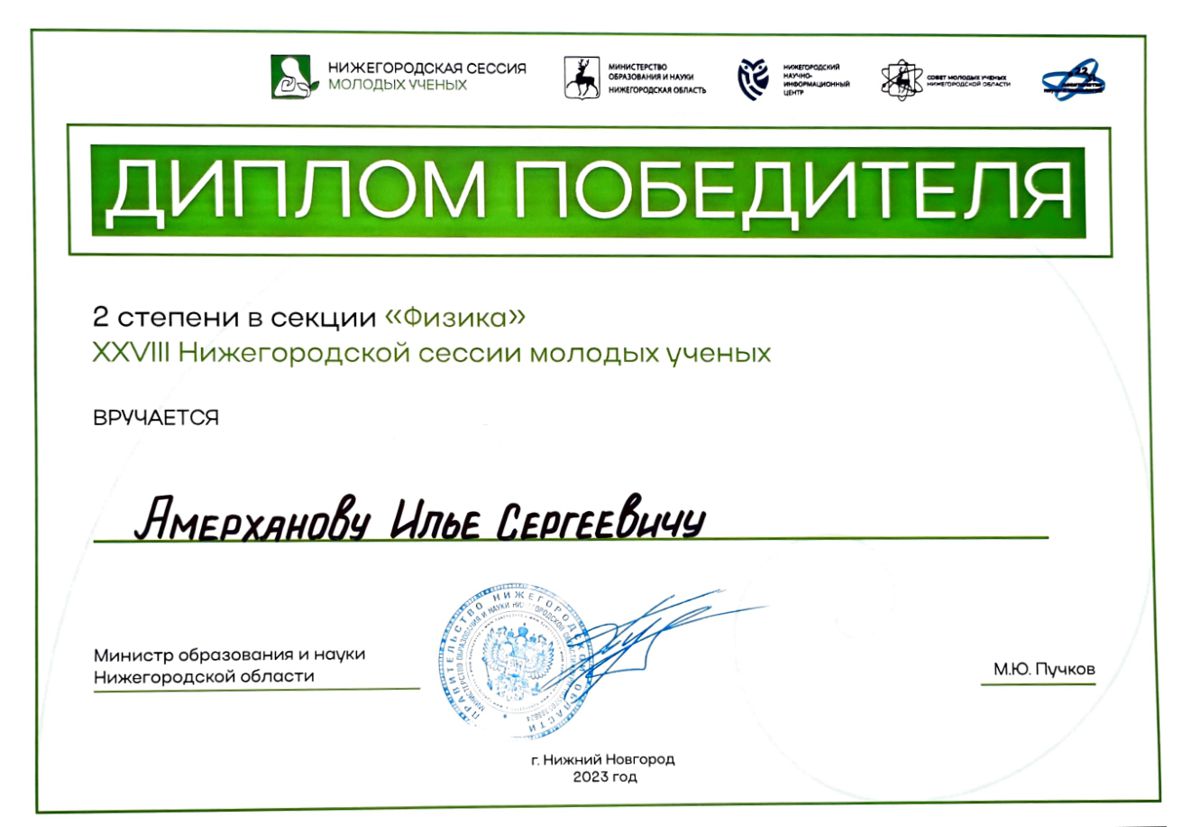 НИЖЕГОРОДСКАЯ СЕССИЯ
МОЛОДЫХ УЧЕНЫХ
МИНИСТЕРСТВО
ОБРАЗОВАНИЯ И НАУКИ
НИЖЕГОРОДСКАЯ ОБЛАСТЬ
НИЖЕГОРОДСКИЙ
НАУЧНО-
ИНФОРМАЦИОННЫЙ
ЦЕНТР
СОВЕТ МОЛОДЫХ УЧЕНЫХ
НИЖЕГОРОДСКОЙ ОБЛАСТИ
ДИПЛОМ ПОБЕДИТЕЛЯ
2 степени в секции «Физика»
XXVIII Нижегородской сессии молодых ученых
ВРУЧАЕТСЯ
Амерханову Илье Сергеевичу
ПРАВИТЕЛЬСТВО НИЖЕГОРОДСКОЙ ОБЛАСТИ
МИНИСТЕРСТВО ОБРАЗОВАНИЯ И НАУКИ НИЖЕГОРОДСКОЙ
Министр образования и науки
Нижегородской области
М.Ю. Пучков
г. Нижний Новгород
2023 год